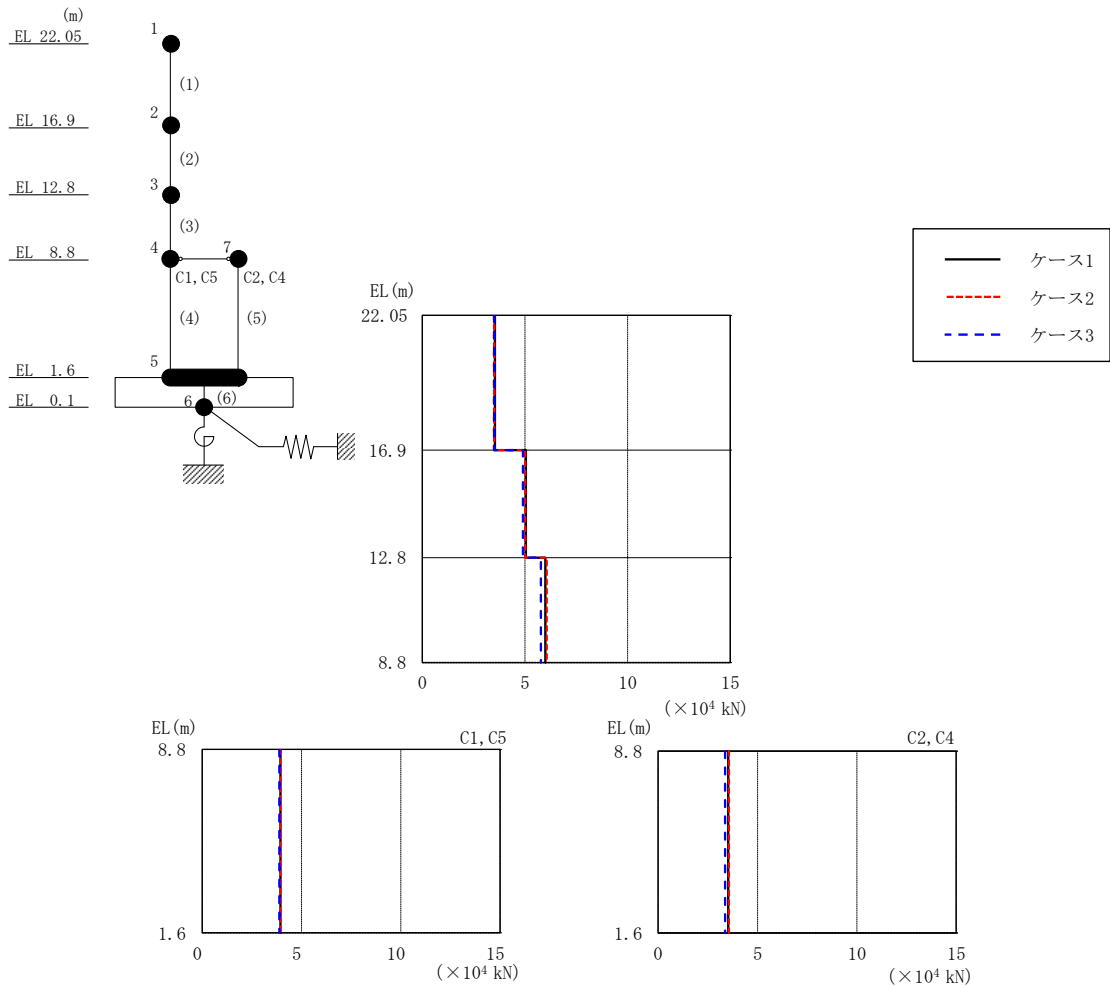 (m)
EL 22.05
1
(1)
EL 16.9
2
(2)
EL 12.8
3
(3)
EL 8.8
4
7
C1,C5
C2,C4
(4)
(5)
EL 1.6
5
EL 0.1
6
(6)
ケース1
ケース2
ケース3
EL(m)
22.05
16.9
12.8
8.8
0 5 10 15
(×10⁴ kN)
EL(m)
C1,C5
8.8
1.6
0 5 10 15
(×10⁴ kN)
EL(m)
C2,C4
8.8
1.6
0 5 10 15
(×10⁴ kN)